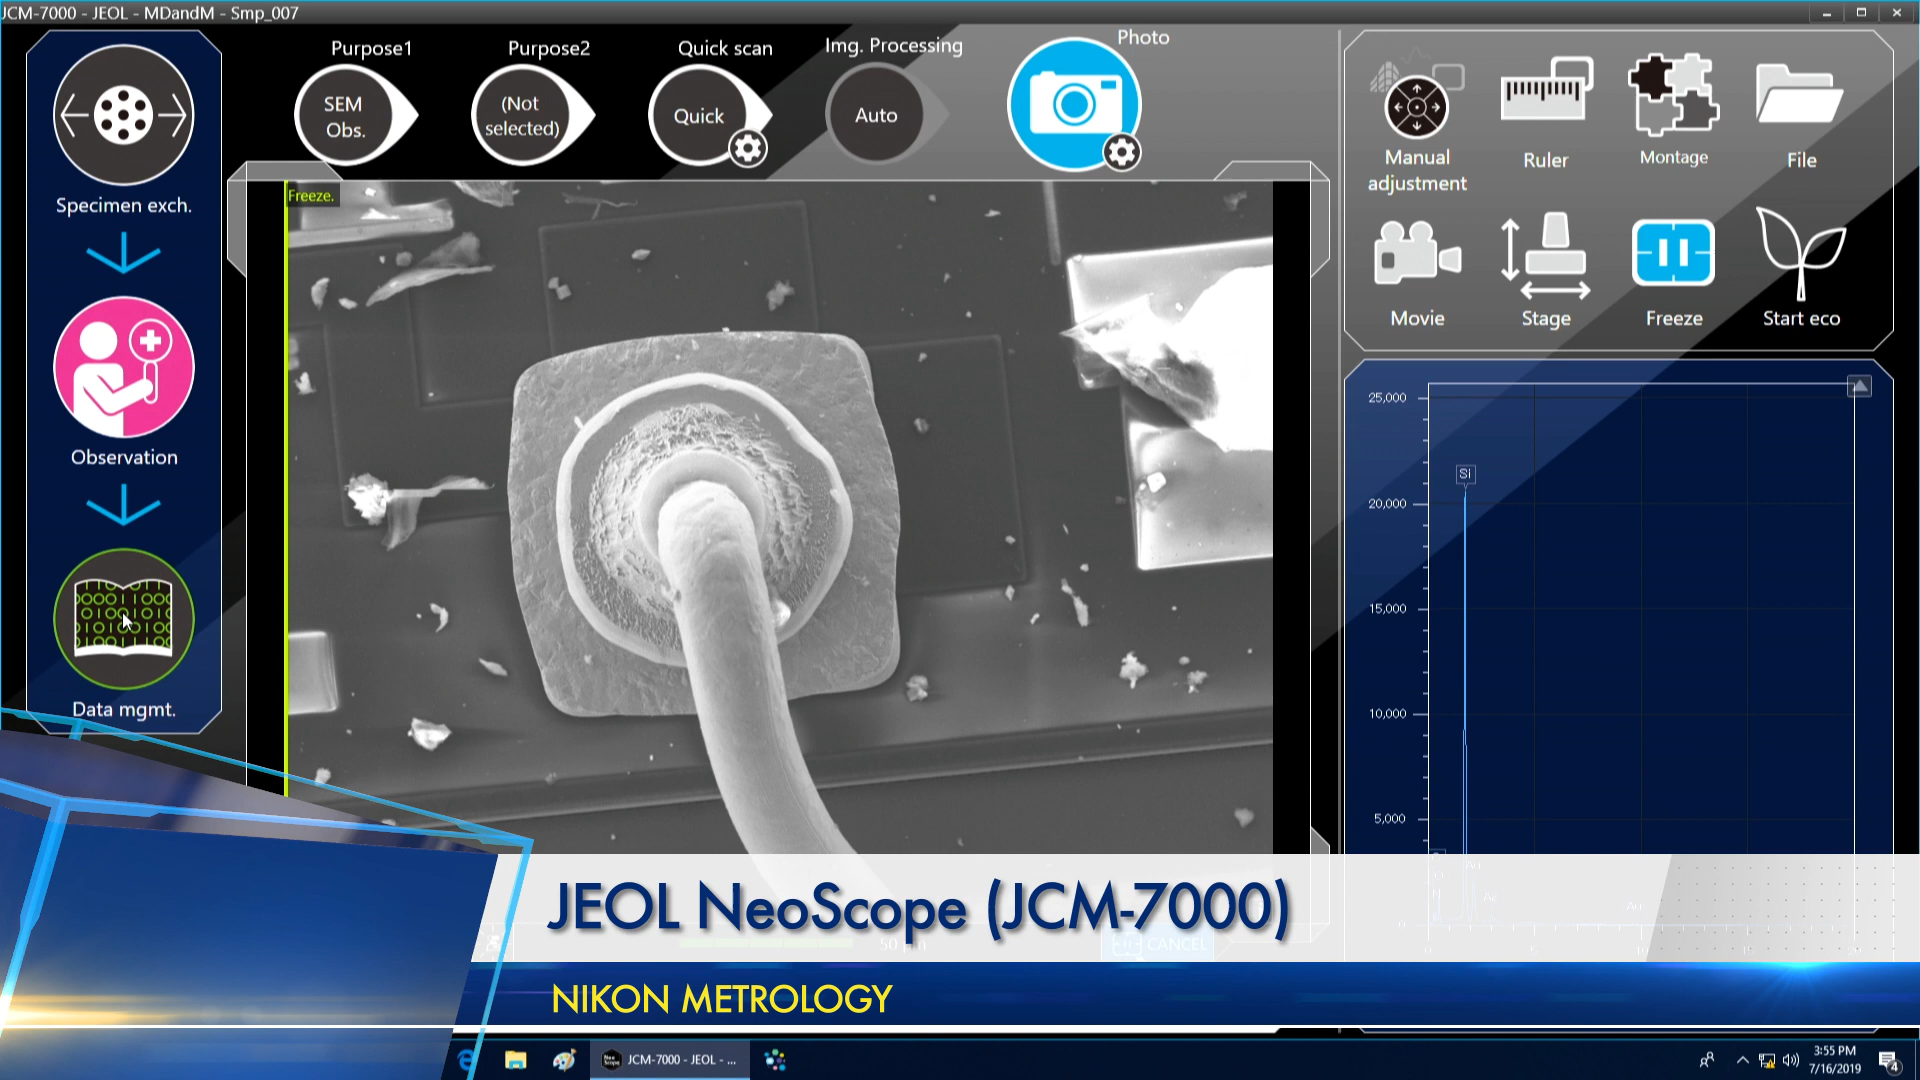 JCM-7000 - JEOL - MDandM - Smp_007
Purpose1
SEM
Obs.
Purpose2
(Not
selected)
Quick scan
Quick
Img. Processing
Auto
Photo
Specimen exch.
Observation
Data mgmt.
Freeze.
Manual
adjustment
Ruler
Montage
File
Movie
Stage
Freeze
Start eco
25,000
20,000
15,000
10,000
5,000
Si
Au
CANCEL
JEOL NeoScope (JCM-7000)
NIKON METROLOGY
JCM-7000 - JEOL - ...
3:55 PM
7/16/2019
4